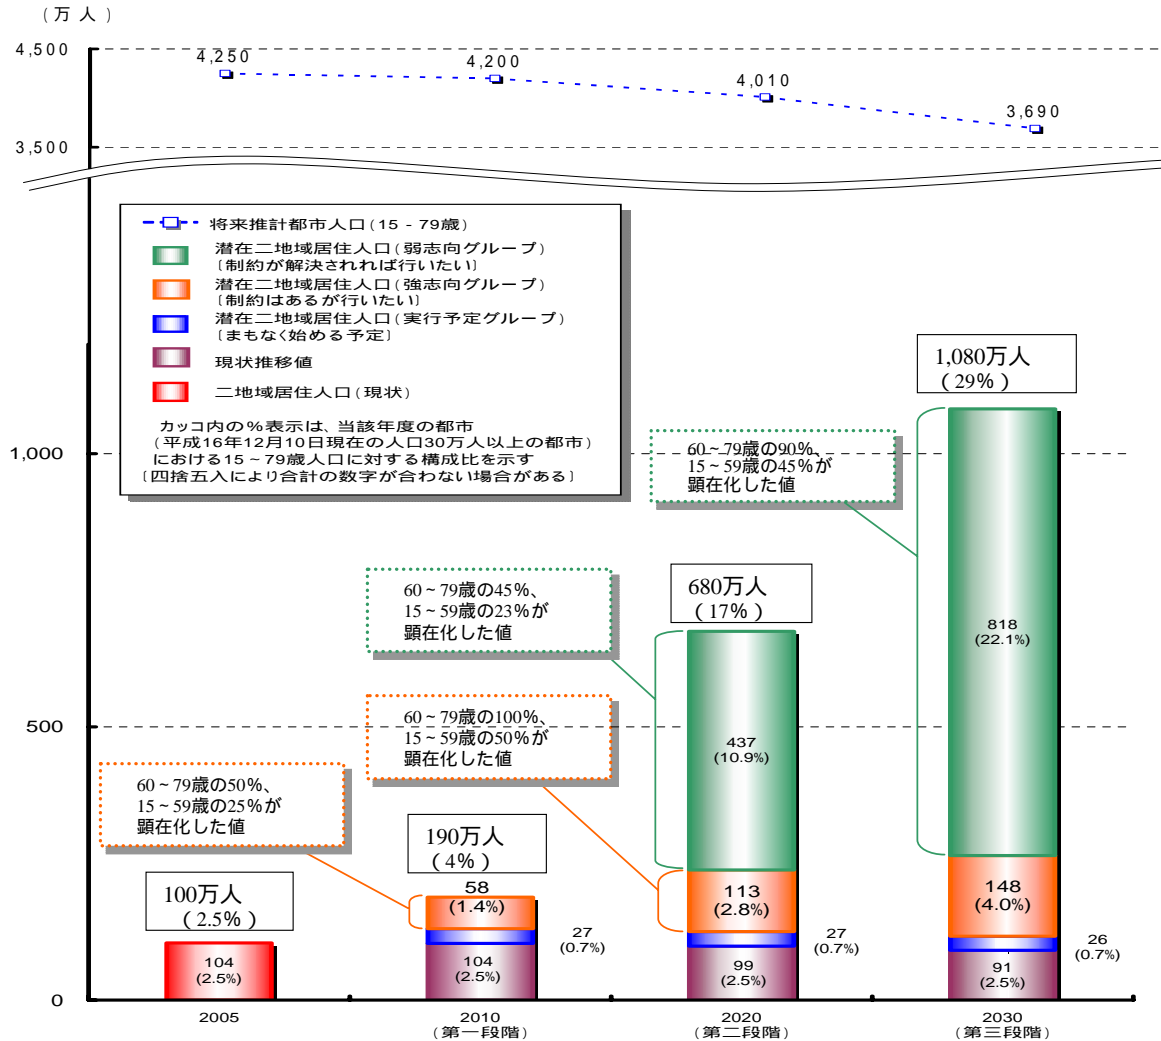 (万人)
4,500
4,250
4,200
4,010
3,690
3,500
将来推計都市人口(15 - 79歳)
潜在二地域居住人口(弱志向グループ)
〔制約が解決されれば行いたい〕
潜在二地域居住人口(強志向グループ)
〔制約はあるが行いたい〕
潜在二地域居住人口(実行予定グループ)
〔まもなく始める予定〕
現状推移値
二地域居住人口(現状)
カッコ内の%表示は、当該年度の都市
(平成16年12月10日現在の人口30万人以上の都市)
における15~79歳人口に対する構成比を示す
〔四捨五入により合計の数字が合わない場合がある〕
1,080万人
(29%)
1,000
60~79歳の90%、
15~59歳の45%が
顕在化した値
680万人
(17%)
60~79歳の45%、
15~59歳の23%が
顕在化した値
818
(22.1%)
60~79歳の100%、
15~59歳の50%が
顕在化した値
500
437
(10.9%)
60~79歳の50%、
15~59歳の25%が
顕在化した値
190万人
(4%)
100万人
(2.5%)
58
(1.4%)
113
(2.8%)
148
(4.0%)
27
(0.7%)
27
(0.7%)
26
(0.7%)
104
(2.5%)
104
(2.5%)
99
(2.5%)
91
(2.5%)
0
2005
2010
(第一段階)
2020
(第二段階)
2030
(第三段階)